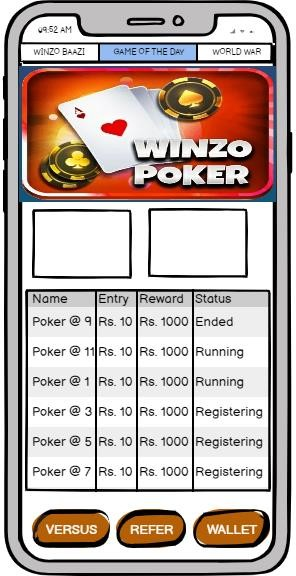 09:52 AM
WINZO BAAZI GAME OF THE DAY WORLD WAR
WINZO
POKER
Name Entry Reward Status
Poker @ 9 Rs. 10 Rs. 1000 Ended
Poker @ 11 Rs. 10 Rs. 1000 Running
Poker @ 1 Rs. 10 Rs. 1000 Running
Poker @ 3 Rs. 10 Rs. 1000 Registering
Poker @ 5 Rs. 10 Rs. 1000 Registering
Poker @ 7 Rs. 10 Rs. 1000 Registering
VERSUS REFER WALLET